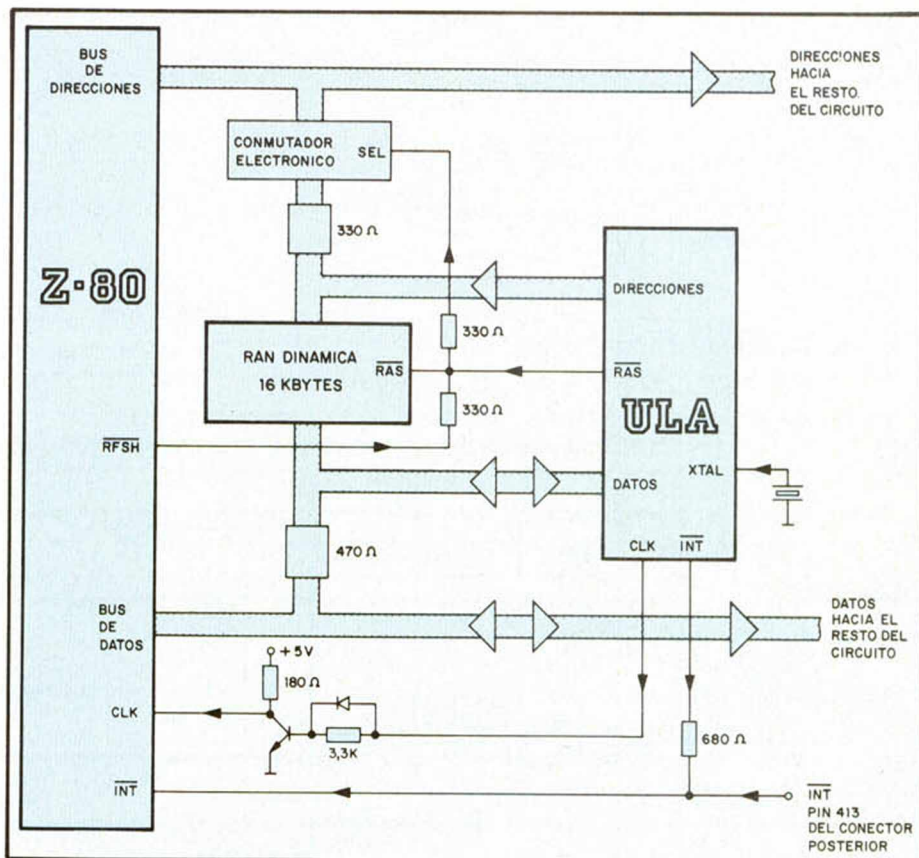 BUS
DE
DIRECCIONES
DIRECCIONES
HACIA
EL RESTO.
DEL CIRCUITO
CONMUTADOR
ELECTRONICO
SEL
330 Ω
Z-80
DIRECCIONES
330 Ω
RAN DINAMICA
16 KBYTES
RAS
RAS
ULA
330 Ω
RFSH
XTAL
DATOS
CLK
INT
470 Ω
BUS
DE
DATOS
DATOS
HACIA EL
RESTO DEL
CIRCUITO
+ 5V
180 Ω
CLK
3,3K
680 Ω
INT
INT
PIN 413
DEL CONECTOR
POSTERIOR